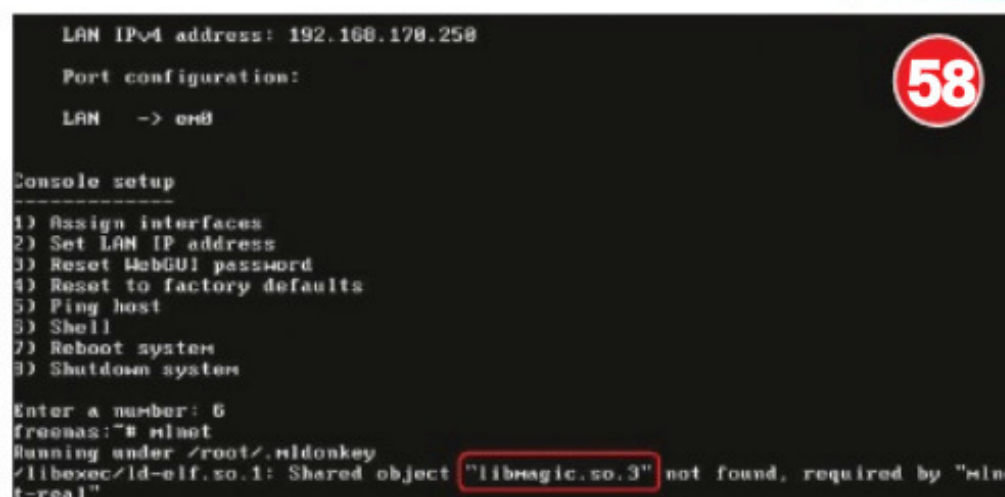 LAN IPv4 address: 192.168.170.250
Port configuration:
LAN -> em0
58
Console setup
-------------
1) Assign interfaces
2) Set LAN IP address
3) Reset WebGUI password
4) Reset to factory defaults
5) Ping host
6) Shell
7) Reboot system
8) Shutdown system
Enter a number: 6
freenas:~# mlnet
Running under /root/.mldonkey
/libexec/ld-elf.so.1: Shared object "libmagic.so.3" not found, required by "mlne
t-real"